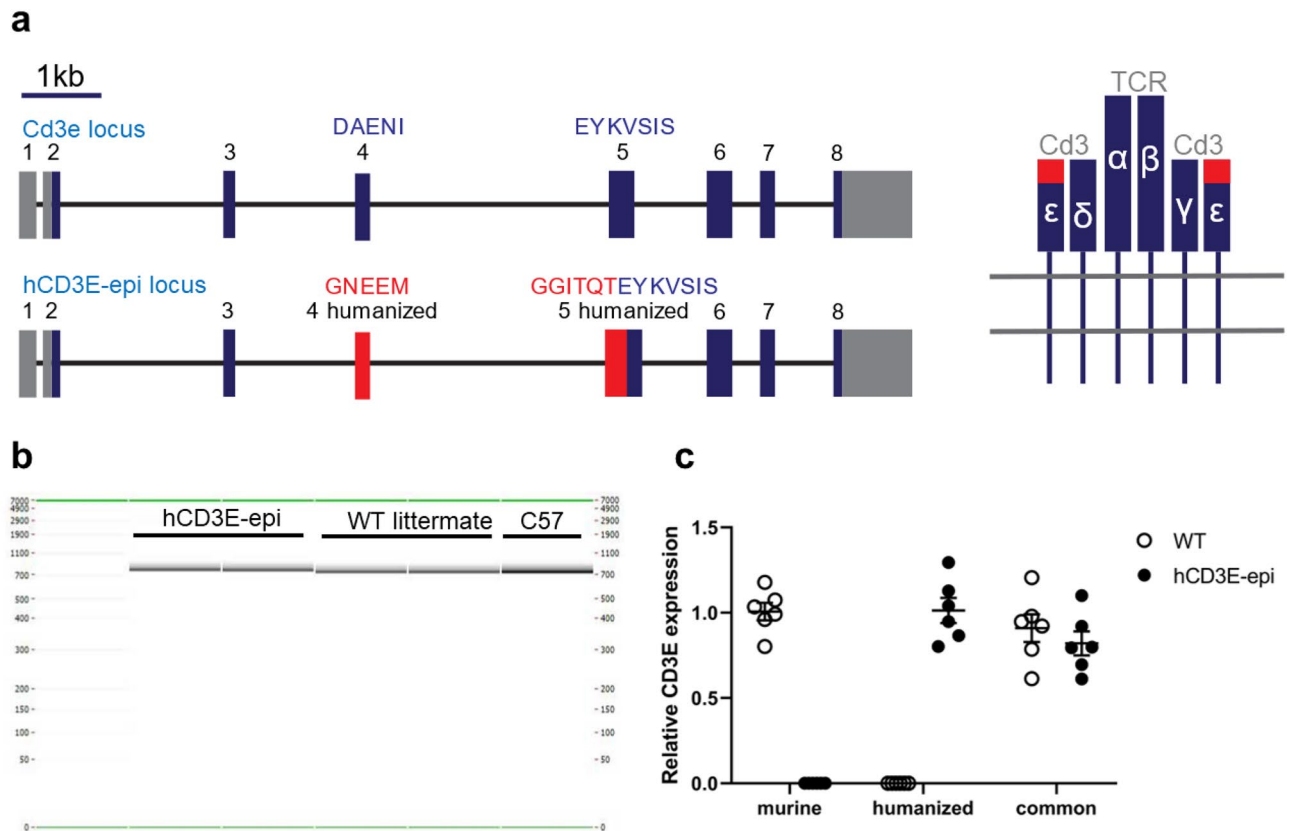 a
1kb
Cd3e locus
DAENI
EYKVSIS
1 2 3 4 5 6 7 8
hCD3E-epi locus
GNEEM
GGITQTEYKVSIS
4 humanized
5 humanized
1 2 3 6 7 8
TCR
Cd3 Cd3
ε δ α β γ ε
b
hCD3E-epi WT littermate C57
7000 7000
4900 4900
2900 2900
1900 1900
1100 1100
700 700
500 500
400 400
300 300
200 200
150 150
100 100
50 50
0 0
c
Relative CD3E expression
1.5
1.0
0.5
0.0
murine humanized common
WT
hCD3E-epi